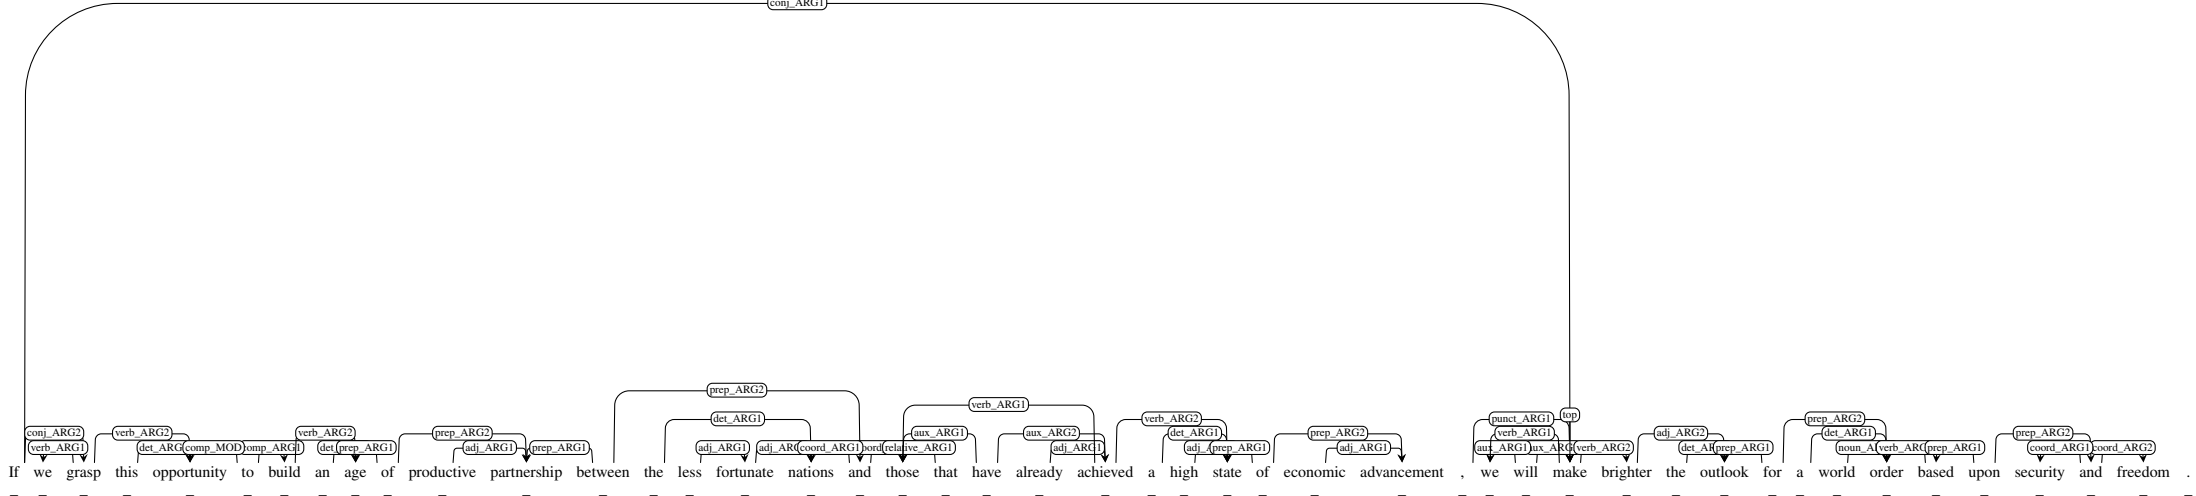 conj_ARG1
prep_ARG2
verb_ARG1
top
det_ARG1 verb_ARG2 punct_ARG1 prep_ARG2
conj_ARG2 verb_ARG2 verb_ARG2 prep_ARG2 aux_ARG1 aux_ARG2 det_ARG1 prep_ARG2 verb_ARG1 adj_ARG2 det_ARG1 prep_ARG2
verb_ARG1 comp_MOD prep_ARG1 adj_ARG1 prep_ARG1 adj_ARG1 coord_ARG1 adj_ARG1 prep_ARG1 adj_ARG1 aux_ARG1 verb_ARG2 prep_ARG1 prep_ARG1 coord_ARG1 coord_ARG2
If we grasp this opportunity to build an age of productive partnership between the less fortunate nations and those that have already achieved a high state of economic advancement , we will make brighter the outlook for a world order based upon security and freedom .